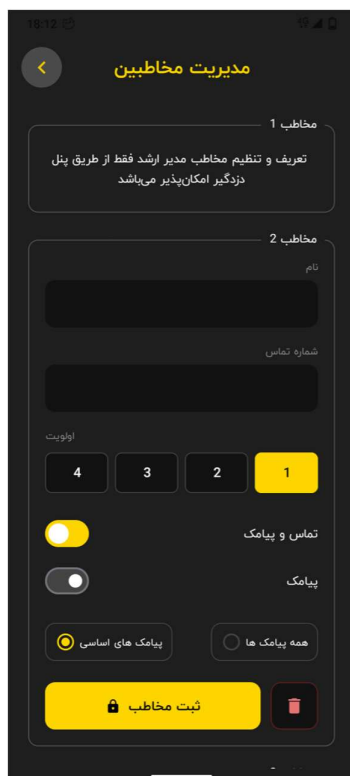 18:12
مدیریت مخاطبین
مخاطب 1
تعریف و تنظیم مخاطب مدیر ارشد فقط از طریق پنل
دزدگیر امکان‌پذیر می‌باشد
مخاطب 2
نام
شماره تماس
اولویت
1 2 3 4
تماس و پیامک
پیامک
همه پیامک ها پیامک های اساسی
ثبت مخاطب